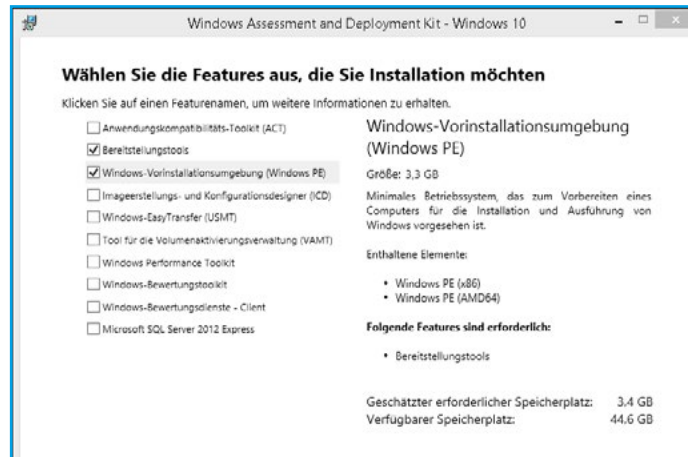 Windows Assessment and Deployment Kit - Windows 10
Wählen Sie die Features aus, die Sie Installation möchten
Klicken Sie auf einen Featurenamen, um weitere Informationen zu erhalten.
Anwendungskompatibilitäts-Toolkit (ACT)
Bereitstellungstools
Windows-Vorinstallationsumgebung (Windows PE)
Imageerstellungs- und Konfigurationsdesigner (ICD)
Windows-EasyTransfer (USMT)
Tool für die Volumenaktivierungsverwaltung (VAMT)
Windows Performance Toolkit
Windows-Bewertungstoolkit
Windows-Bewertungsdienste - Client
Microsoft SQL Server 2012 Express
Windows-Vorinstallationsumgebung
(Windows PE)
Größe: 3,3 GB
Minimales Betriebssystem, das zum Vorbereiten eines
Computers für die Installation und Ausführung von
Windows vorgesehen ist.
Enthaltene Elemente:
• Windows PE (x86)
• Windows PE (AMD64)
Folgende Features sind erforderlich:
• Bereitstellungstools
Geschätzter erforderlicher Speicherplatz: 3.4 GB
Verfügbarer Speicherplatz: 44.6 GB